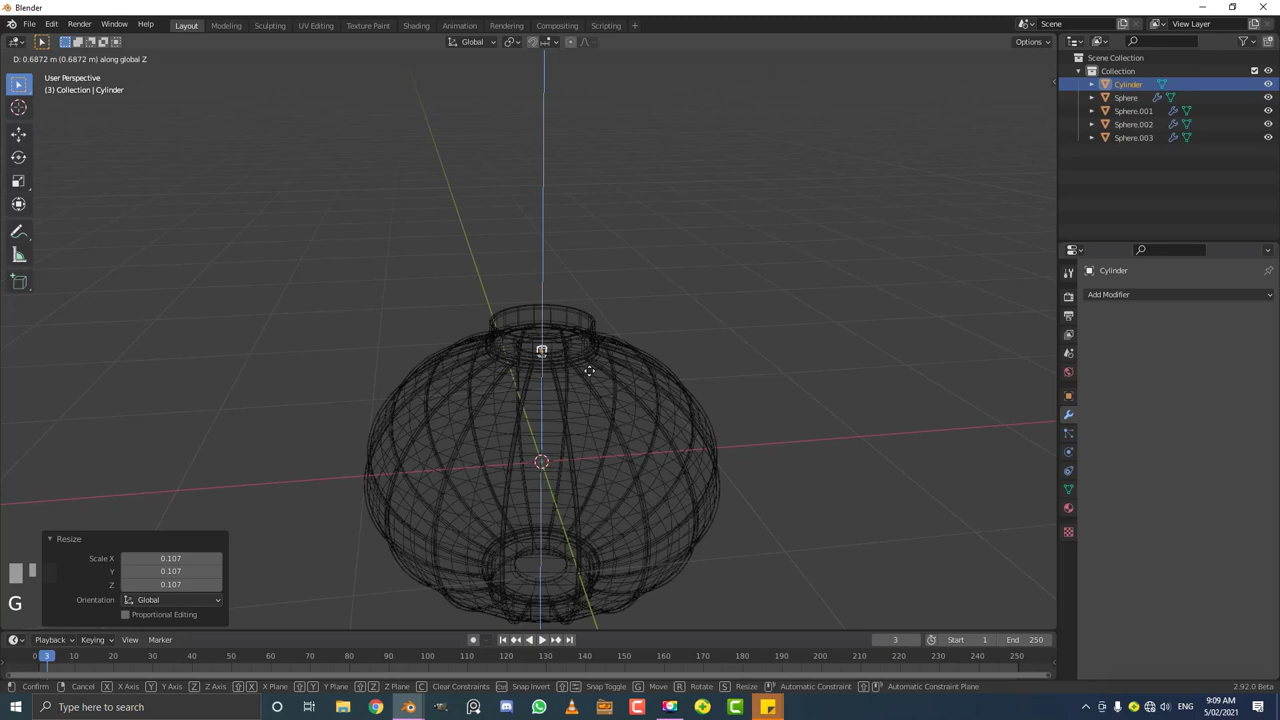 Blender
File Edit Render Window Help
Layout Modeling Sculpting UV Editing Texture Paint Shading Animation Rendering Compositing Scripting +
Scene View Layer
Global Options
D: 0.6872 m (0.6872 m) along global Z
User Perspective
(3) Collection | Cylinder
Scene Collection
Collection
Cylinder
Sphere
Sphere.001
Sphere.002
Sphere.003
Cylinder
Add Modifier
Resize
Scale X 0.107
Y 0.107
Z 0.107
Orientation Global
Proportional Editing
G
Playback Keying View Marker 3 Start 1 End 250
0 3 10 20 30 40 50 60 70 80 90 100 110 120 130 140 150 160 170 180 190 200 210 220 230 240 250
Confirm Cancel X X Axis Y Y Axis Z Z Axis X X Plane Y Y Plane Z Z Plane C Clear Constraints Snap Invert Snap Toggle G Move R Rotate S Resize Automatic Constraint Automatic Constraint Plane 2.92.0 Beta
Type here to search
ENG
9:09 AM
5/02/2021